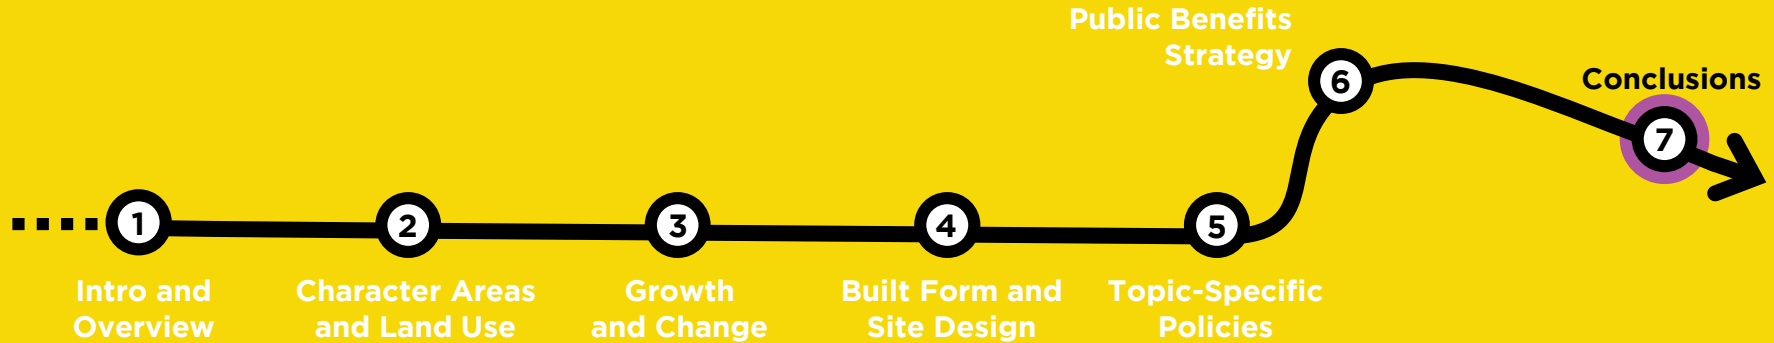 Public Benefits
Strategy
6
Conclusions
7
1
2
3
4
5
Intro and
Overview
Character Areas
and Land Use
Growth
and Change
Built Form and
Site Design
Topic-Specific
Policies